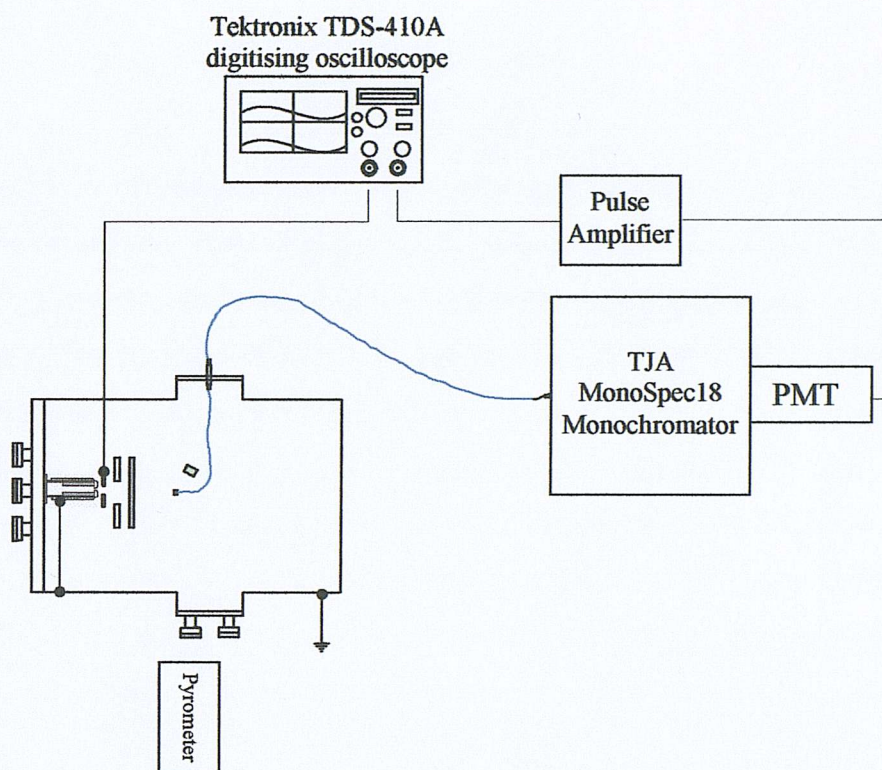 Tektronix TDS-410A
digitising oscilloscope
Pulse
Amplifier
TJA
MonoSpec18
Monochromator
PMT
Pyrometer